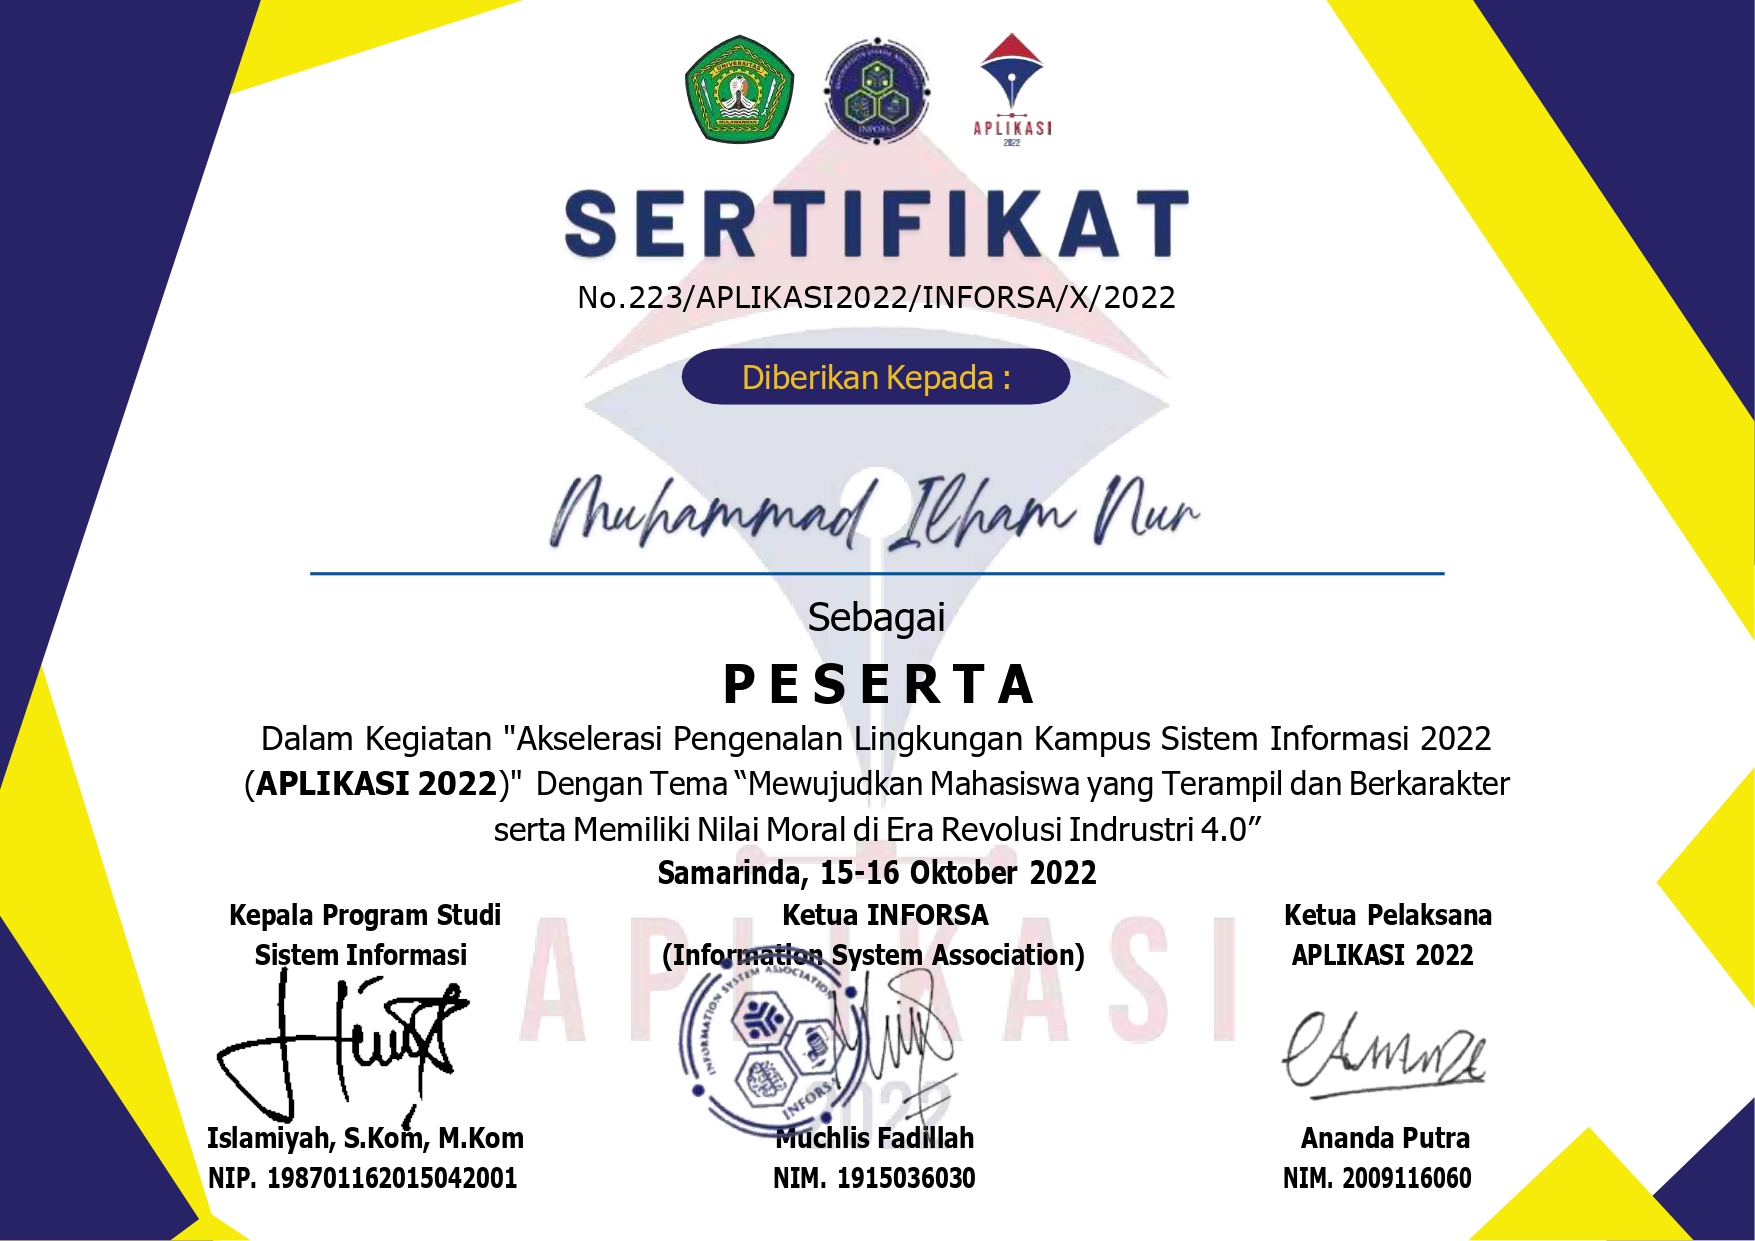 UNIVERSITAS
MULAWARMAN
INFORMATION SYSTEM ASSOCIATION
INFORSA
APLIKASI
2022
SERTIFIKAT
No.223/APLIKASI2022/INFORSA/X/2022
Diberikan Kepada :
Muhammad Ilham Nur
Sebagai
PESERTA
Dalam Kegiatan "Akselerasi Pengenalan Lingkungan Kampus Sistem Informasi 2022
(APLIKASI 2022)" Dengan Tema “Mewujudkan Mahasiswa yang Terampil dan Berkarakter
serta Memiliki Nilai Moral di Era Revolusi Indrustri 4.0”
Samarinda, 15-16 Oktober 2022
Kepala Program Studi
Sistem Informasi
Islamiyah, S.Kom, M.Kom
NIP. 198701162015042001
Ketua INFORSA
(Information System Association)
INFORMATION SYSTEM ASSOCIATION
INFORSA
Muchlis Fadillah
NIM. 1915036030
Ketua Pelaksana
APLIKASI 2022
Ananda Putra
NIM. 2009116060
APLIKASI
2022